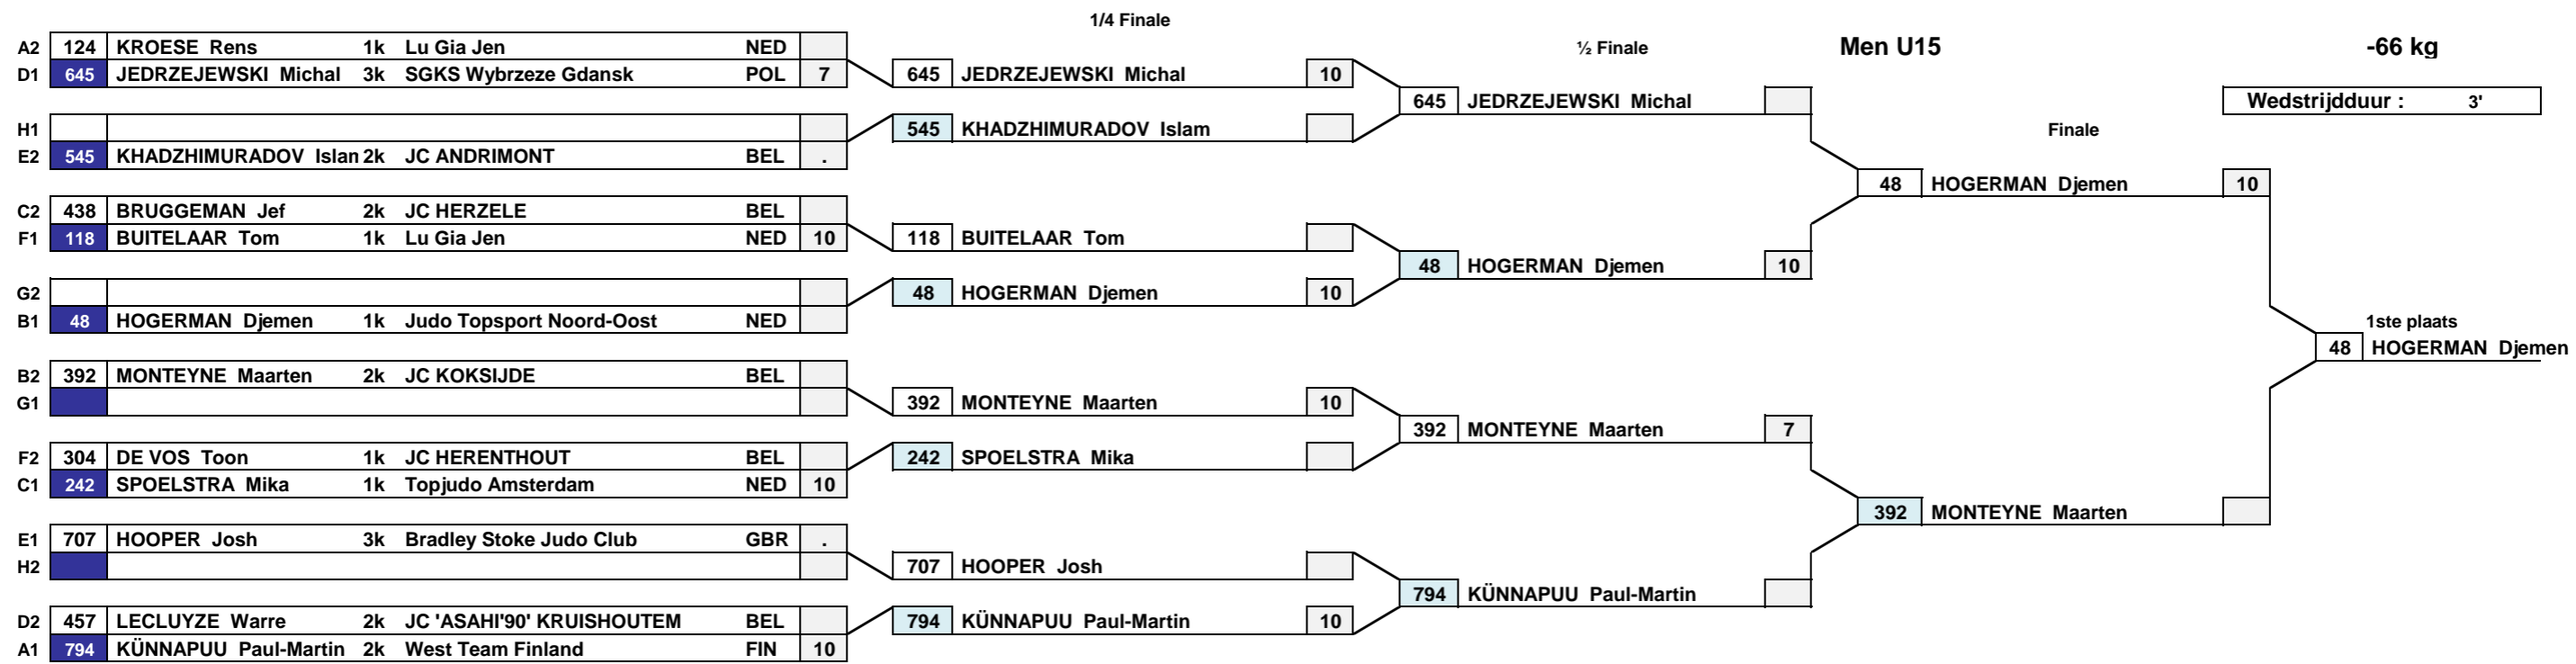 1/4 Finale
A2 124 KROESE Rens 1k Lu Gia Jen NED
½ Finale Men U15 -66 kg
D1 645 JEDRZEJEWSKI Michal 3k SGKS Wybrzeze Gdansk POL 7 645 JEDRZEJEWSKI Michal 10
645 JEDRZEJEWSKI Michal Wedstrijdduur : 3'
H1 545 KHADZHIMURADOV Islam Finale
E2 545 KHADZHIMURADOV Islan 2k JC ANDRIMONT BEL .
48 HOGERMAN Djemen 10
C2 438 BRUGGEMAN Jef 2k JC HERZELE BEL
F1 118 BUITELAAR Tom 1k Lu Gia Jen NED 10 118 BUITELAAR Tom
48 HOGERMAN Djemen 10
G2 48 HOGERMAN Djemen 10
B1 48 HOGERMAN Djemen 1k Judo Topsport Noord-Oost NED 1ste plaats
48 HOGERMAN Djemen
B2 392 MONTEYNE Maarten 2k JC KOKSIJDE BEL
G1 392 MONTEYNE Maarten 10
392 MONTEYNE Maarten 7
F2 304 DE VOS Toon 1k JC HERENTHOUT BEL 242 SPOELSTRA Mika
C1 242 SPOELSTRA Mika 1k Topjudo Amsterdam NED 10
392 MONTEYNE Maarten
E1 707 HOOPER Josh 3k Bradley Stoke Judo Club GBR .
H2 707 HOOPER Josh
794 KÜNNAPUU Paul-Martin
D2 457 LECLUYZE Warre 2k JC 'ASAHI'90' KRUISHOUTEM BEL 794 KÜNNAPUU Paul-Martin 10
A1 794 KÜNNAPUU Paul-Martin 2k West Team Finland FIN 10